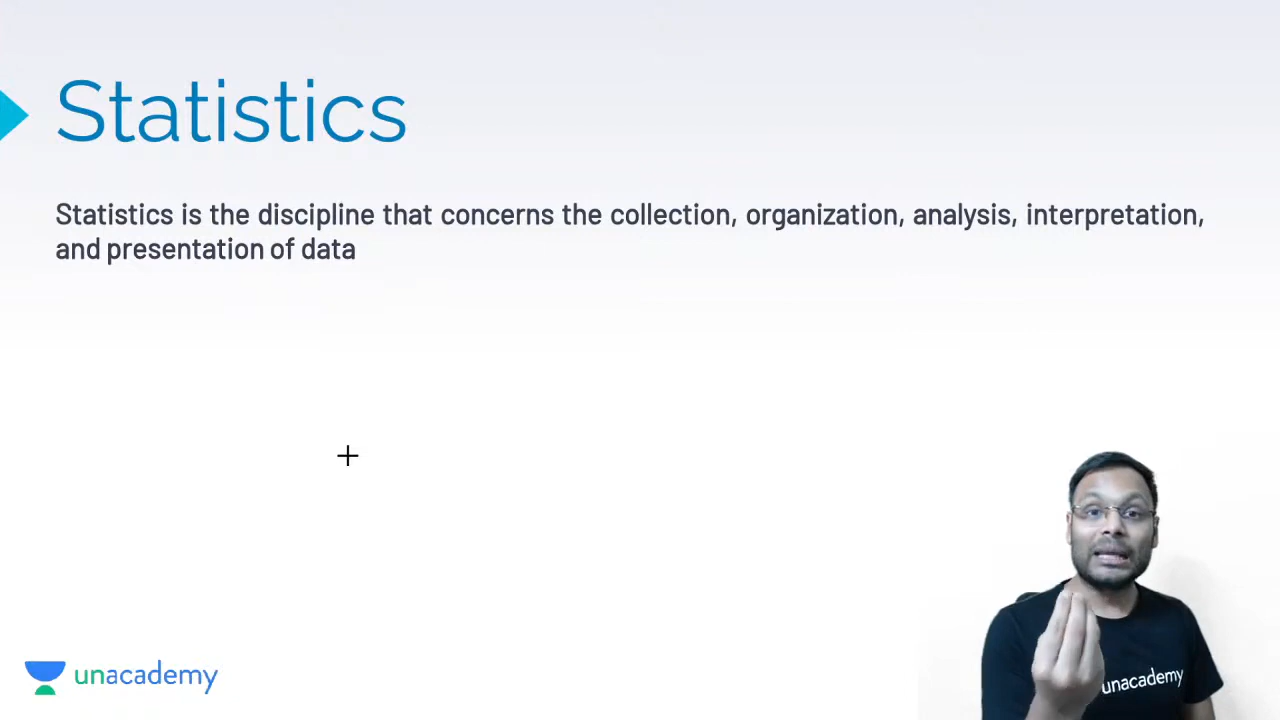 Statistics
Statistics is the discipline that concerns the collection, organization, analysis, interpretation,
and presentation of data
unacademy
unacademy